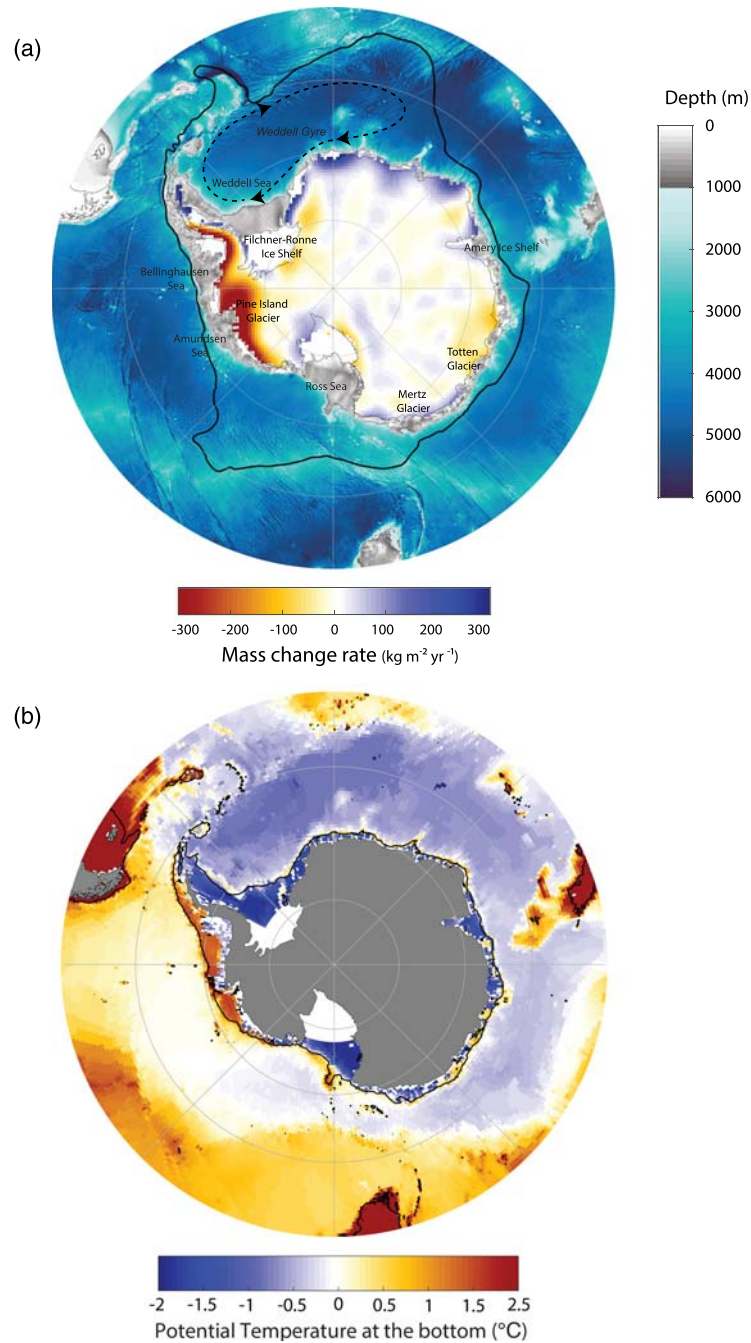 (a)
Depth (m)
0
1000
2000
3000
4000
5000
6000
Weddell Gyre
Weddell Sea
Filchner-Ronne
Ice Shelf
Amery Ice Shelf
Bellinghausen
Sea
Pine Island
Glacier
Amundsen
Sea
Totten
Glacier
Ross Sea
Mertz
Glacier
-300 -200 -100 0 100 200 300
Mass change rate (kg m⁻² yr ⁻¹)
(b)
-2 -1.5 -1 -0.5 0 0.5 1 1.5 2 2.5
Potential Temperature at the bottom (°C)